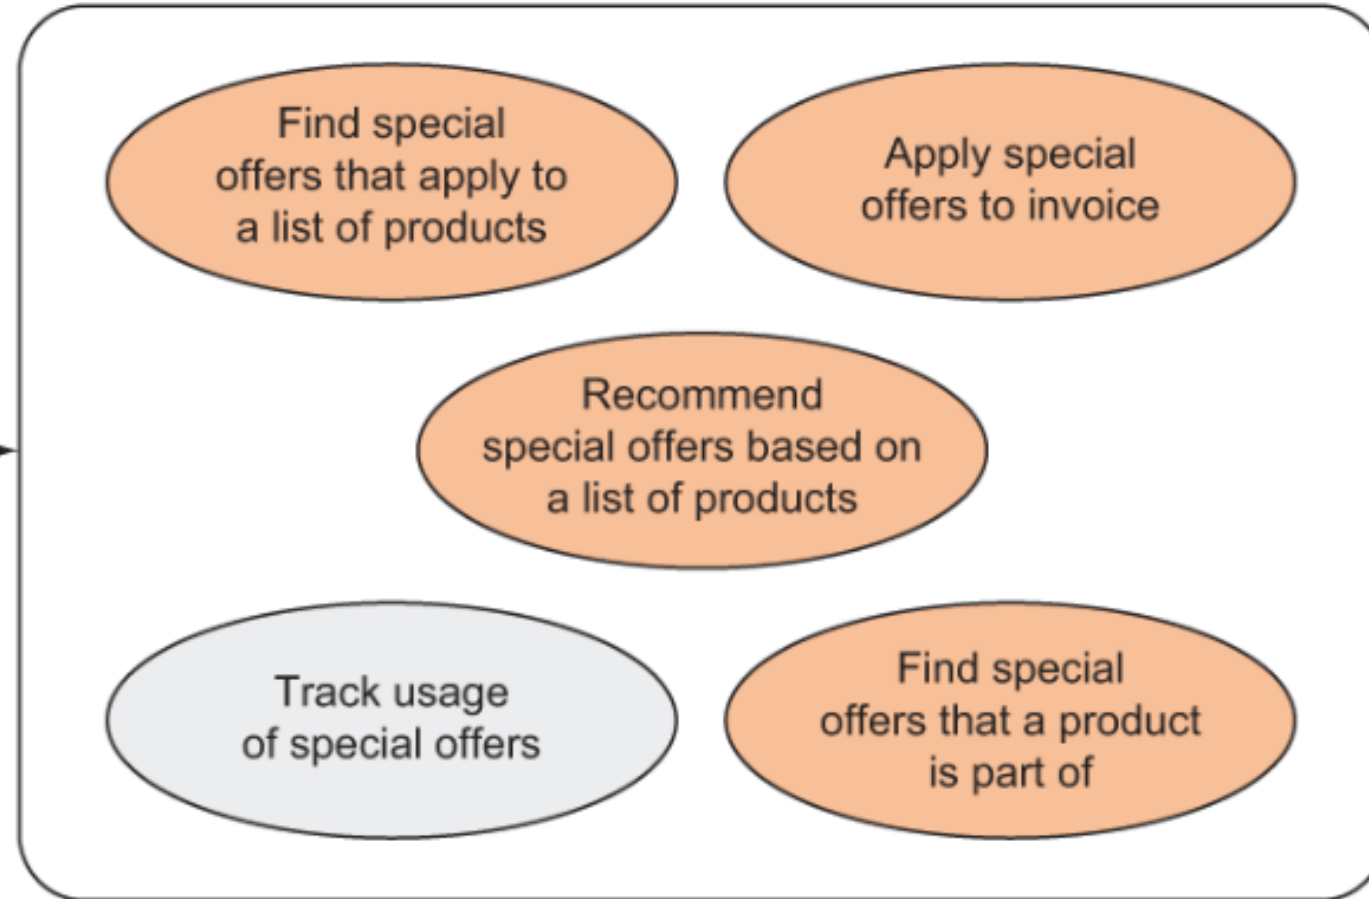 Find special
offers that apply to
a list of products
Apply special
offers to invoice
Recommend
special offers based on
a list of products
Track usage
of special offers
Find special
offers that a product
is part of